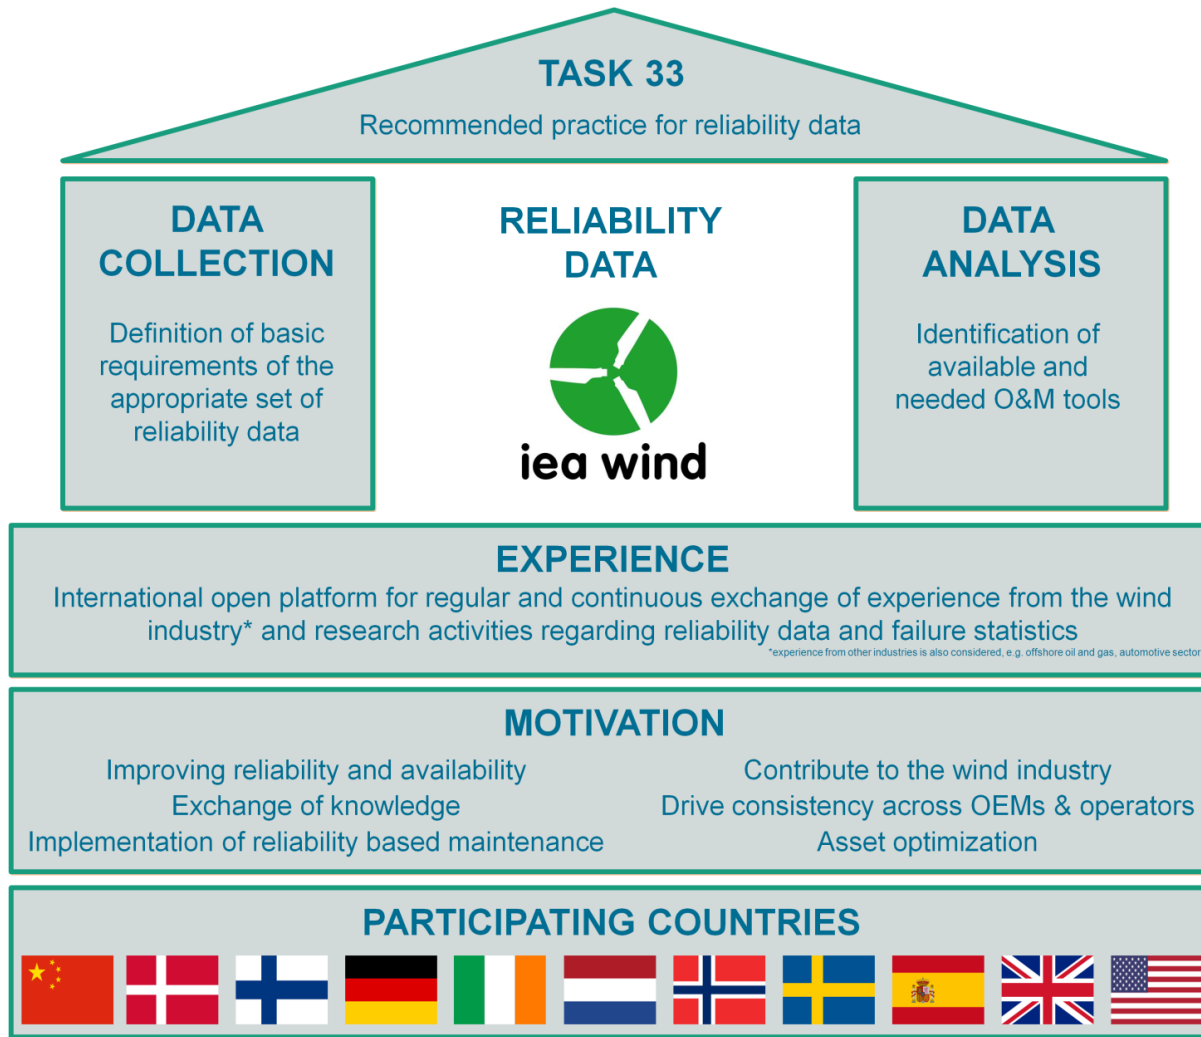 TASK 33
Recommended practice for reliability data
DATA
COLLECTION
Definition of basic
requirements of the
appropriate set of
reliability data
RELIABILITY
DATA
iea wind
DATA
ANALYSIS
Identification of
available and
needed O&M tools
EXPERIENCE
International open platform for regular and continuous exchange of experience from the wind
industry* and research activities regarding reliability data and failure statistics
*experience from other industries is also considered, e.g. offshore oil and gas, automotive sector
MOTIVATION
Improving reliability and availability
Exchange of knowledge
Implementation of reliability based maintenance
Contribute to the wind industry
Drive consistency across OEMs & operators
Asset optimization
PARTICIPATING COUNTRIES